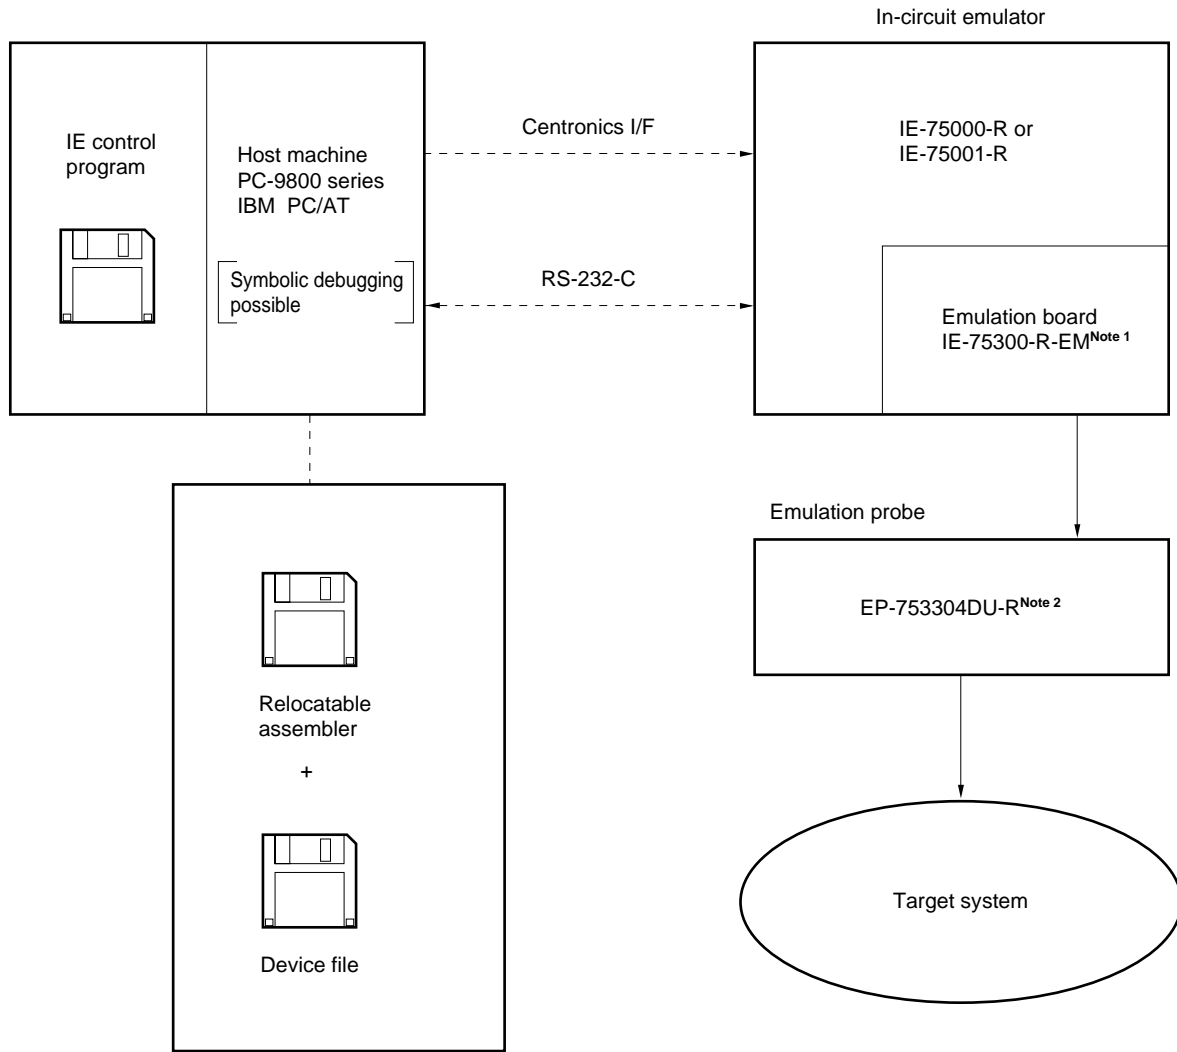 In-circuit emulator
IE control
program
Host machine
PC-9800 series
IBM PC/AT
Symbolic debugging
possible
Centronics I/F
RS-232-C
IE-75000-R or
IE-75001-R
Emulation board
IE-75300-R-EMNote 1
Emulation probe
EP-753304DU-RNote 2
Relocatable
assembler
+
Device file
Target system